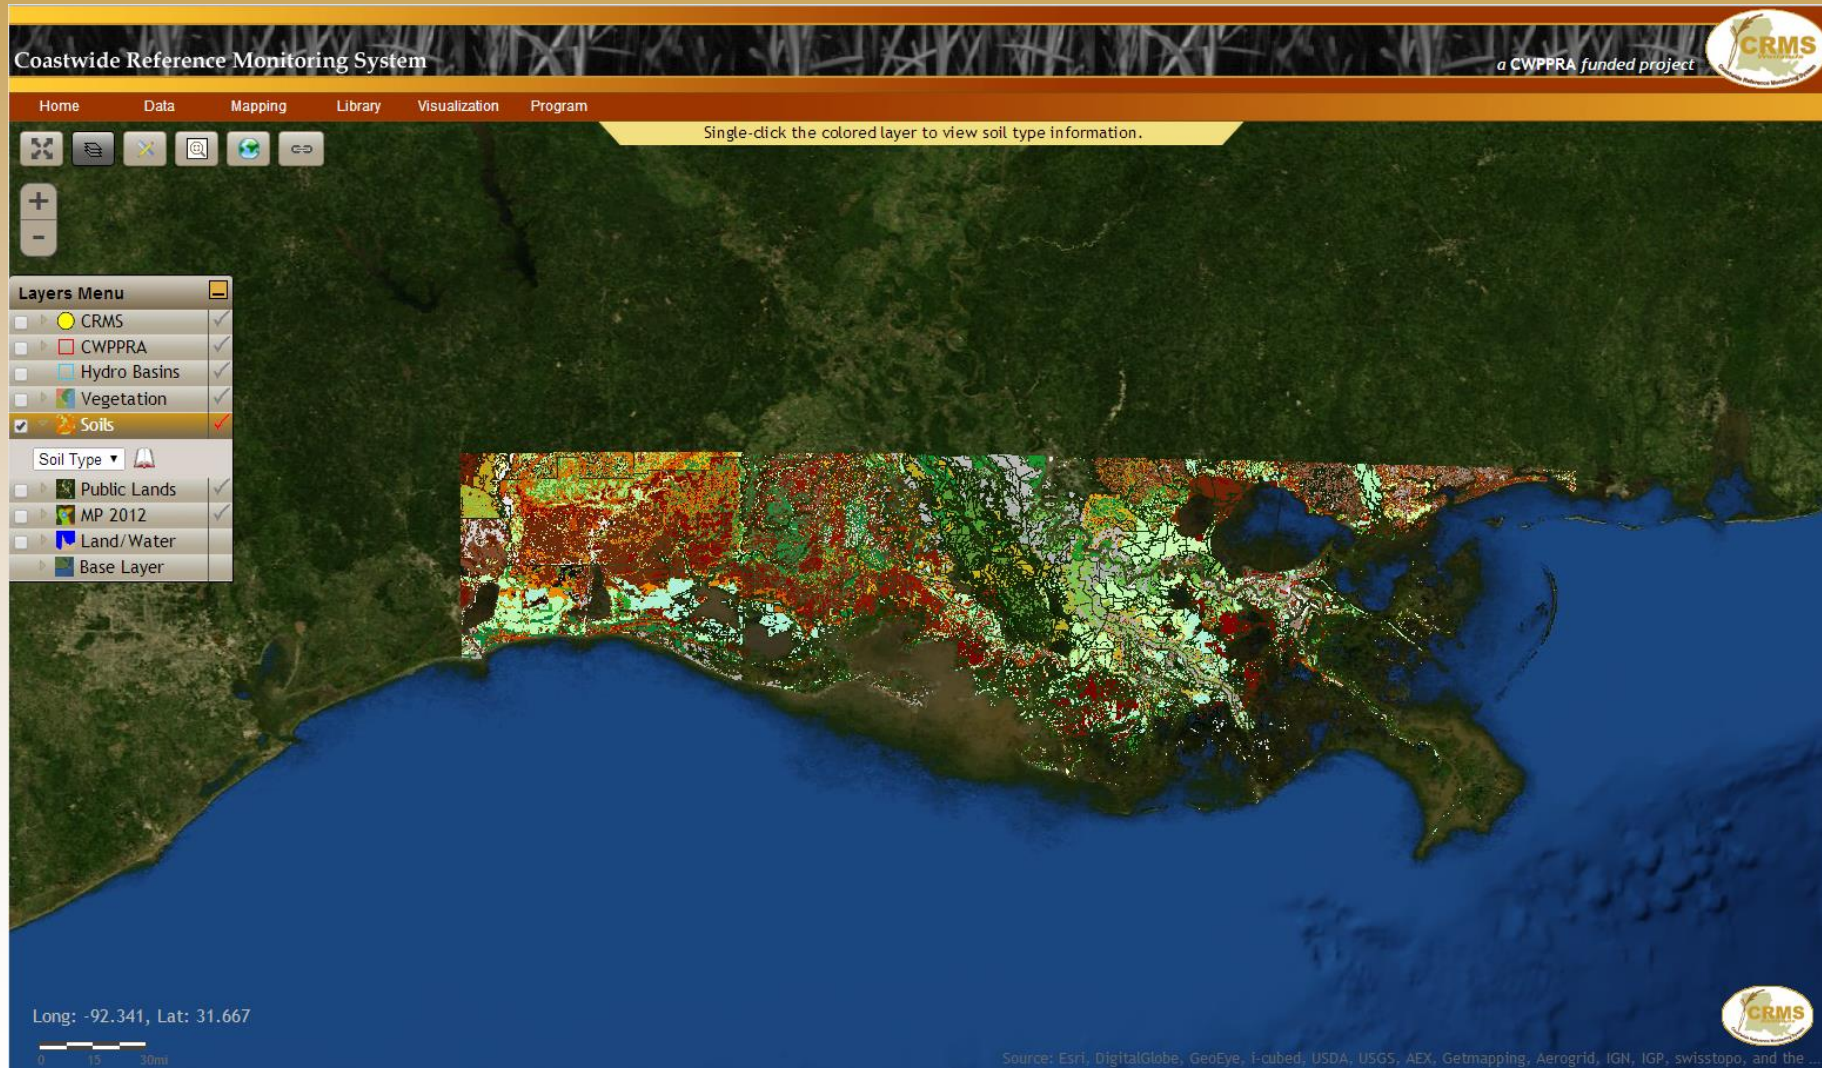 Coastwide Reference Monitoring System
a CWPPRA funded project
CRMS
Home Data Mapping Library Visualization Program
Single-click the colored layer to view soil type information.
+
-
Layers Menu
CRMS
CWPPRA
Hydro Basins
Vegetation
Soils
Soil Type
Public Lands
MP 2012
Land/Water
Base Layer
Long: -92.341, Lat: 31.667
0 15 30mi
CRMS
Source: Esri, DigitalGlobe, GeoEye, i-cubed, USDA, USGS, AEX, Getmapping, Aerogrid, IGN, IGP, swisstopo, and the ...